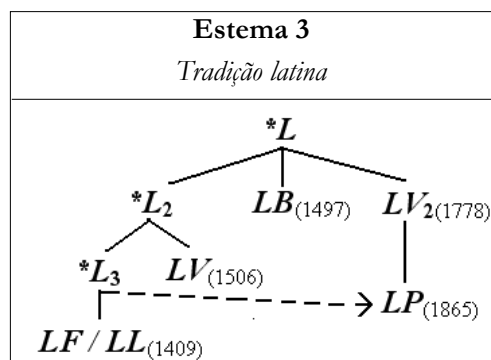 Estema 3
Tradição latina
*L
*L2 LB(1497) LV2(1778)
*L3 LV(1506)
LP(1865)
LF / LL(1409)